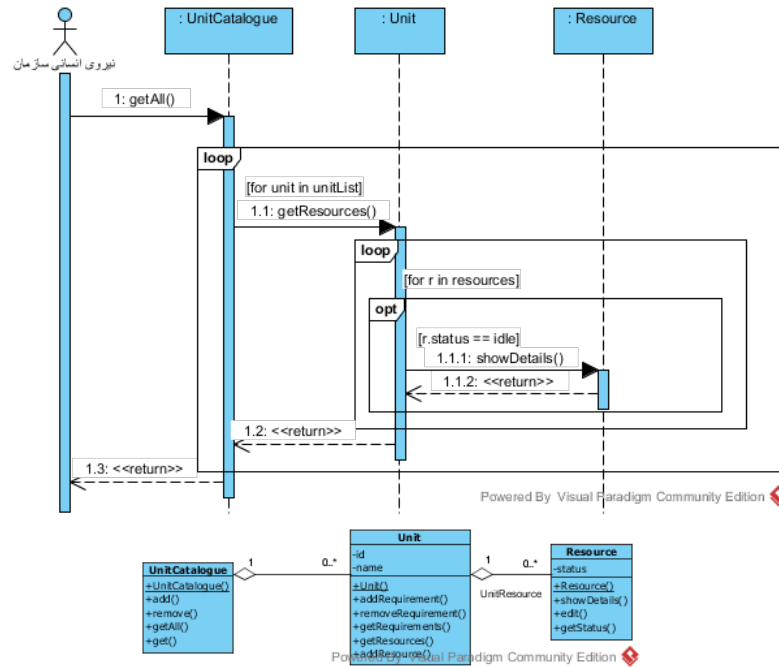 : UnitCatalogue
: Unit
: Resource
نیروی انسانی سازمان
1: getAll()
loop
[for unit in unitList]
1.1: getResources()
loop
[for r in resources]
opt
[r.status == idle]
1.1.1: showDetails()
1.1.2: <<return>>
1.2: <<return>>
1.3: <<return>>
Powered By Visual Paradigm Community Edition
UnitCatalogue
+UnitCatalogue()
+add()
+remove()
+getAll()
+get()
1
0..*
Unit
-id
-name
+Unit()
+addRequirement()
+removeRequirement()
+getRequirements()
+getResources()
+addResource()
1
0..*
UnitResource
Resource
-status
+Resource()
+showDetails()
+edit()
+getStatus()
Powered By Visual Paradigm Community Edition